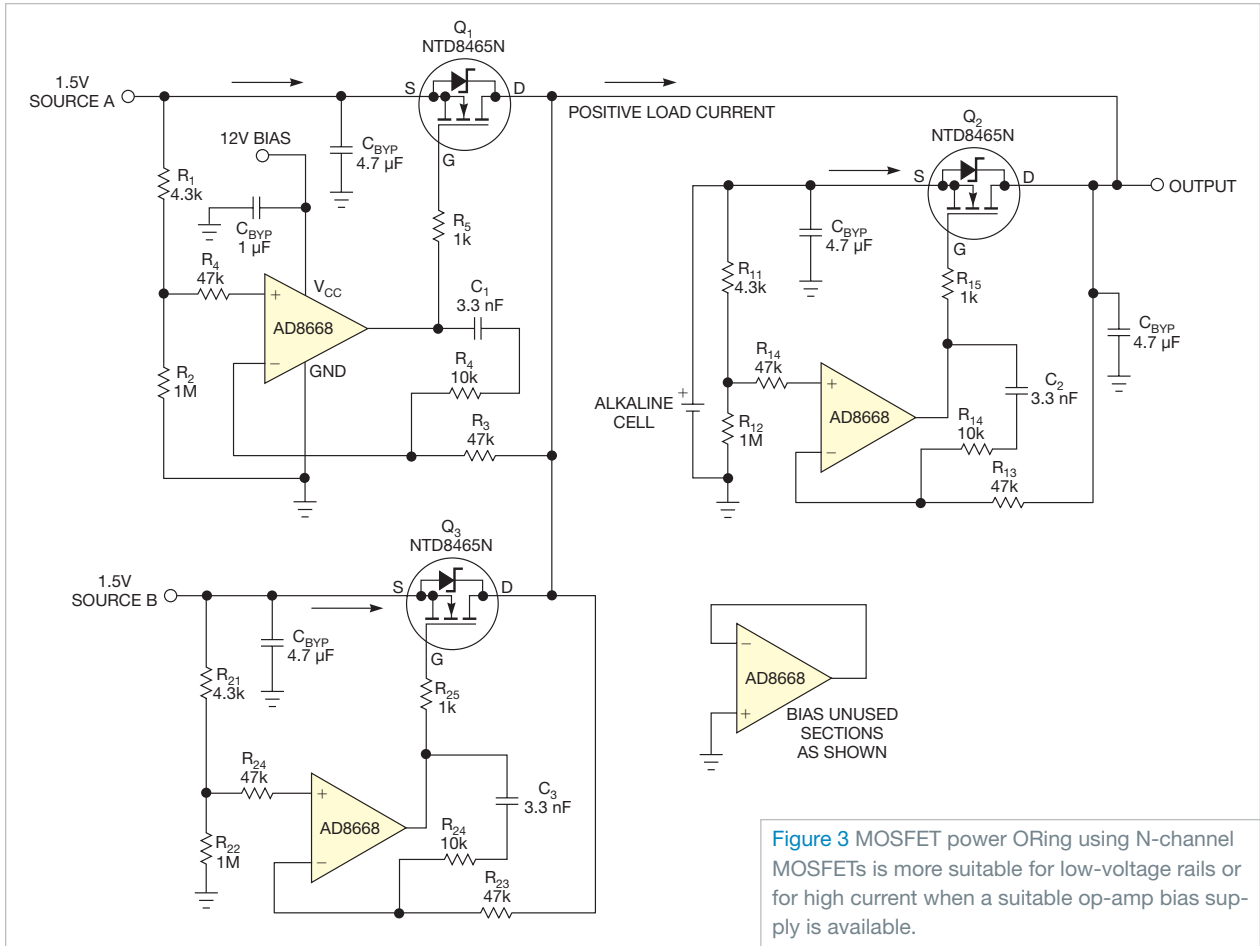 Q1
NTD8465N
1.5V
SOURCE A
S
D
G
POSITIVE LOAD CURRENT
12V BIAS
CBYP
4.7 µF
R1
4.3k
CBYP
1 µF
R5
1k
R4
47k
VCC
+
AD8668
−
GND
C1
3.3 nF
R4
10k
R3
47k
R2
1M
Q2
NTD8465N
S
D
G
OUTPUT
CBYP
4.7 µF
R11
4.3k
R15
1k
CBYP
4.7 µF
R14
47k
+
AD8668
−
C2
3.3 nF
R14
10k
R13
47k
+
ALKALINE
CELL
R12
1M
Q3
NTD8465N
1.5V
SOURCE B
S
D
G
CBYP
4.7 µF
R21
4.3k
R25
1k
R24
47k
+
AD8668
−
C3
3.3 nF
R24
10k
R23
47k
R22
1M
−
AD8668
+
BIAS UNUSED
SECTIONS
AS SHOWN
Figure 3 MOSFET power ORing using N-channel
MOSFETs is more suitable for low-voltage rails or
for high current when a suitable op-amp bias sup-
ply is available.